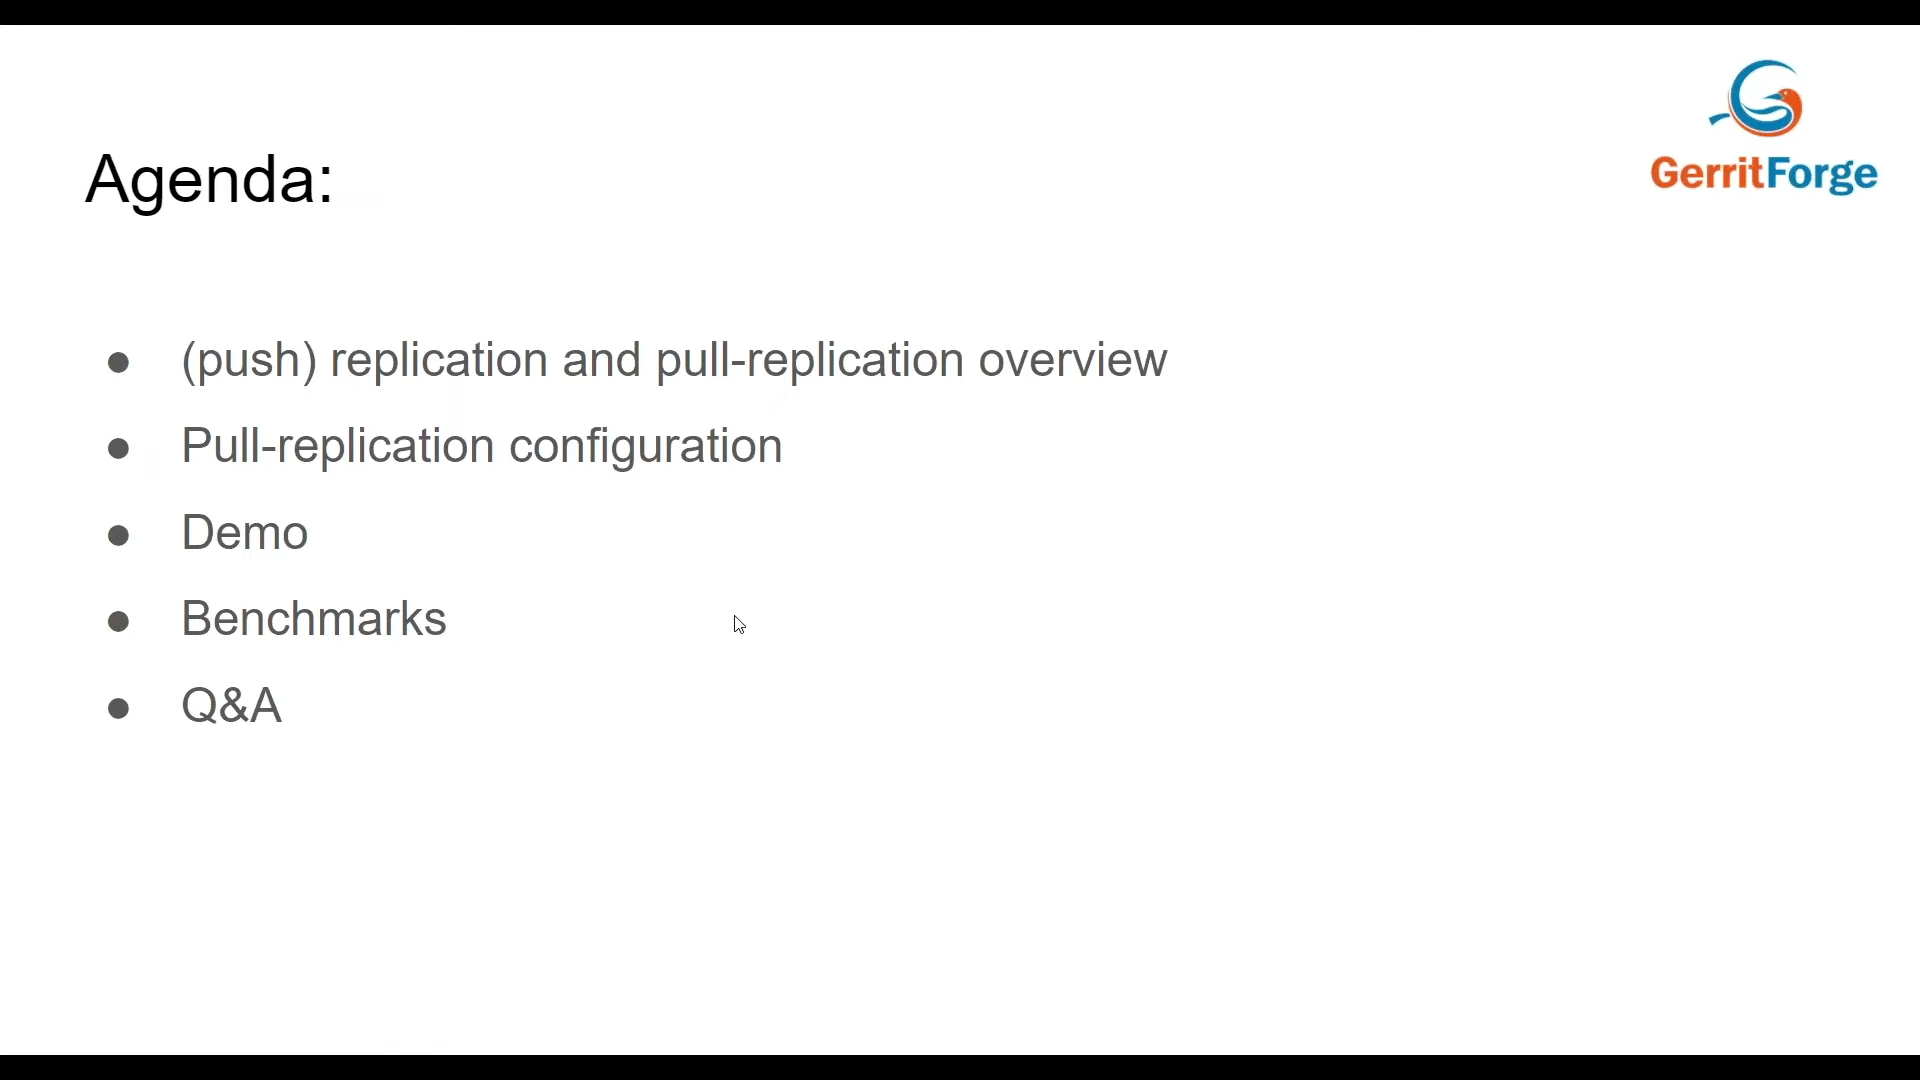 GerritForge
Agenda:
● (push) replication and pull-replication overview
● Pull-replication configuration
● Demo
● Benchmarks
● Q&A